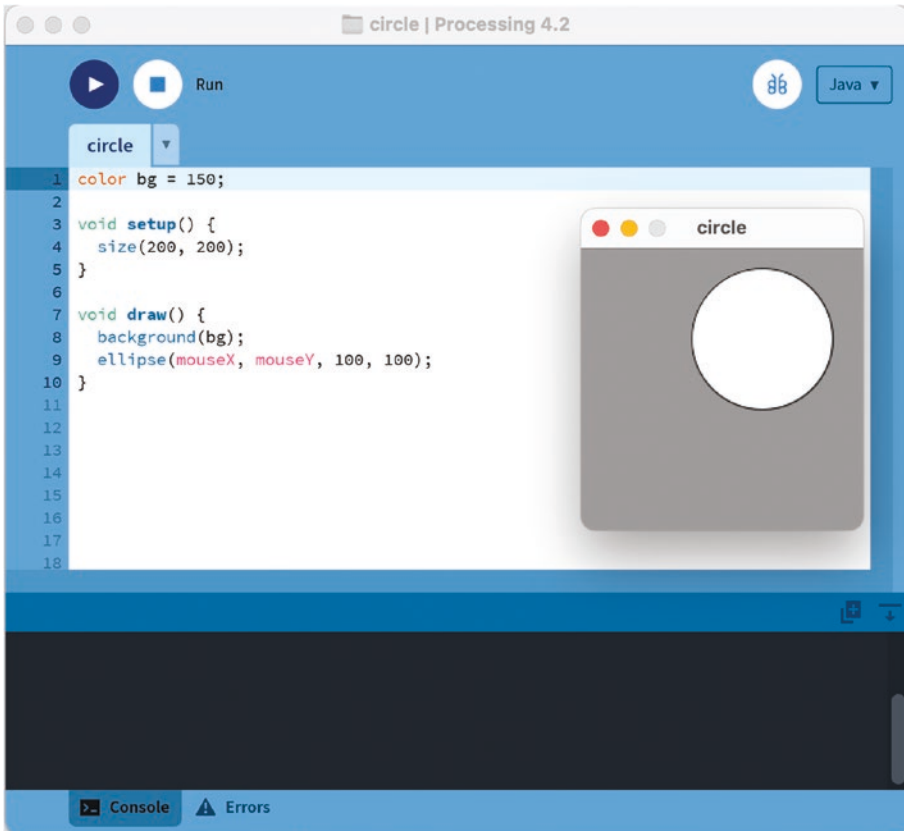 circle | Processing 4.2
Run
Java ▾
circle ▾
1 color bg = 150;
2
3 void setup() {
4   size(200, 200);
5 }
6
7 void draw() {
8   background(bg);
9   ellipse(mouseX, mouseY, 100, 100);
10 }
11
12
13
14
15
16
17
18
circle
Console
Errors